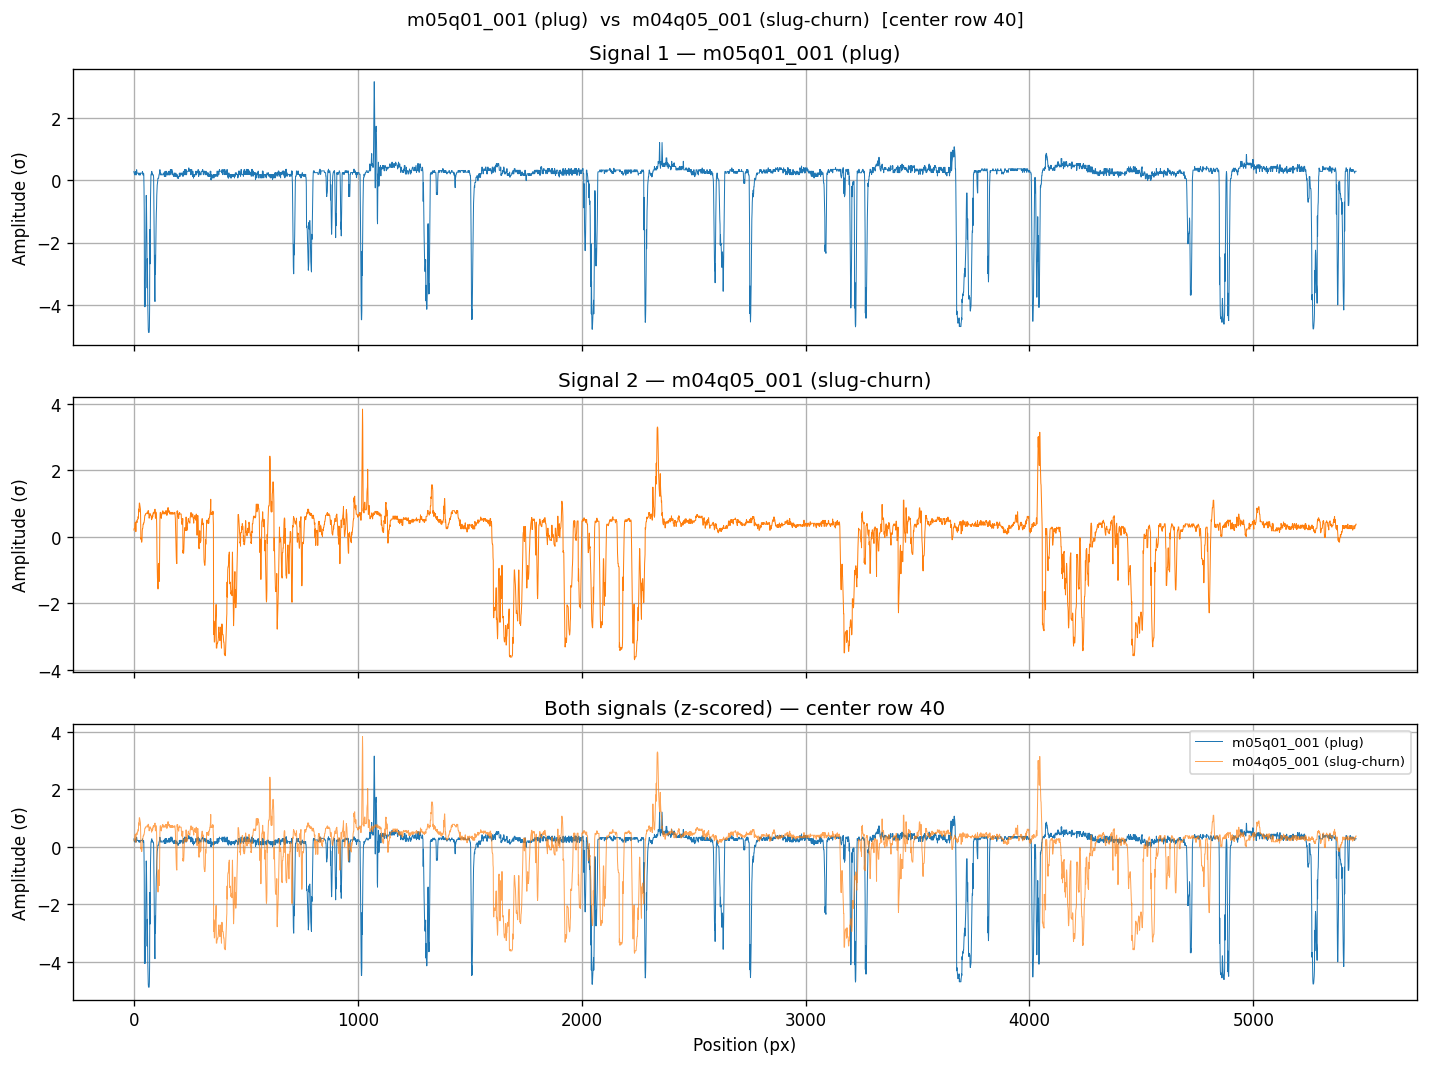 m05q01_001 (plug)  vs  m04q05_001 (slug-churn)  [center row 40]
Signal 1 — m05q01_001 (plug)
Amplitude (σ)
2
0
−2
−4
Signal 2 — m04q05_001 (slug-churn)
Amplitude (σ)
4
2
0
−2
−4
Both signals (z-scored) — center row 40
Amplitude (σ)
4
2
0
−2
−4
m05q01_001 (plug)
m04q05_001 (slug-churn)
0 1000 2000 3000 4000 5000
Position (px)